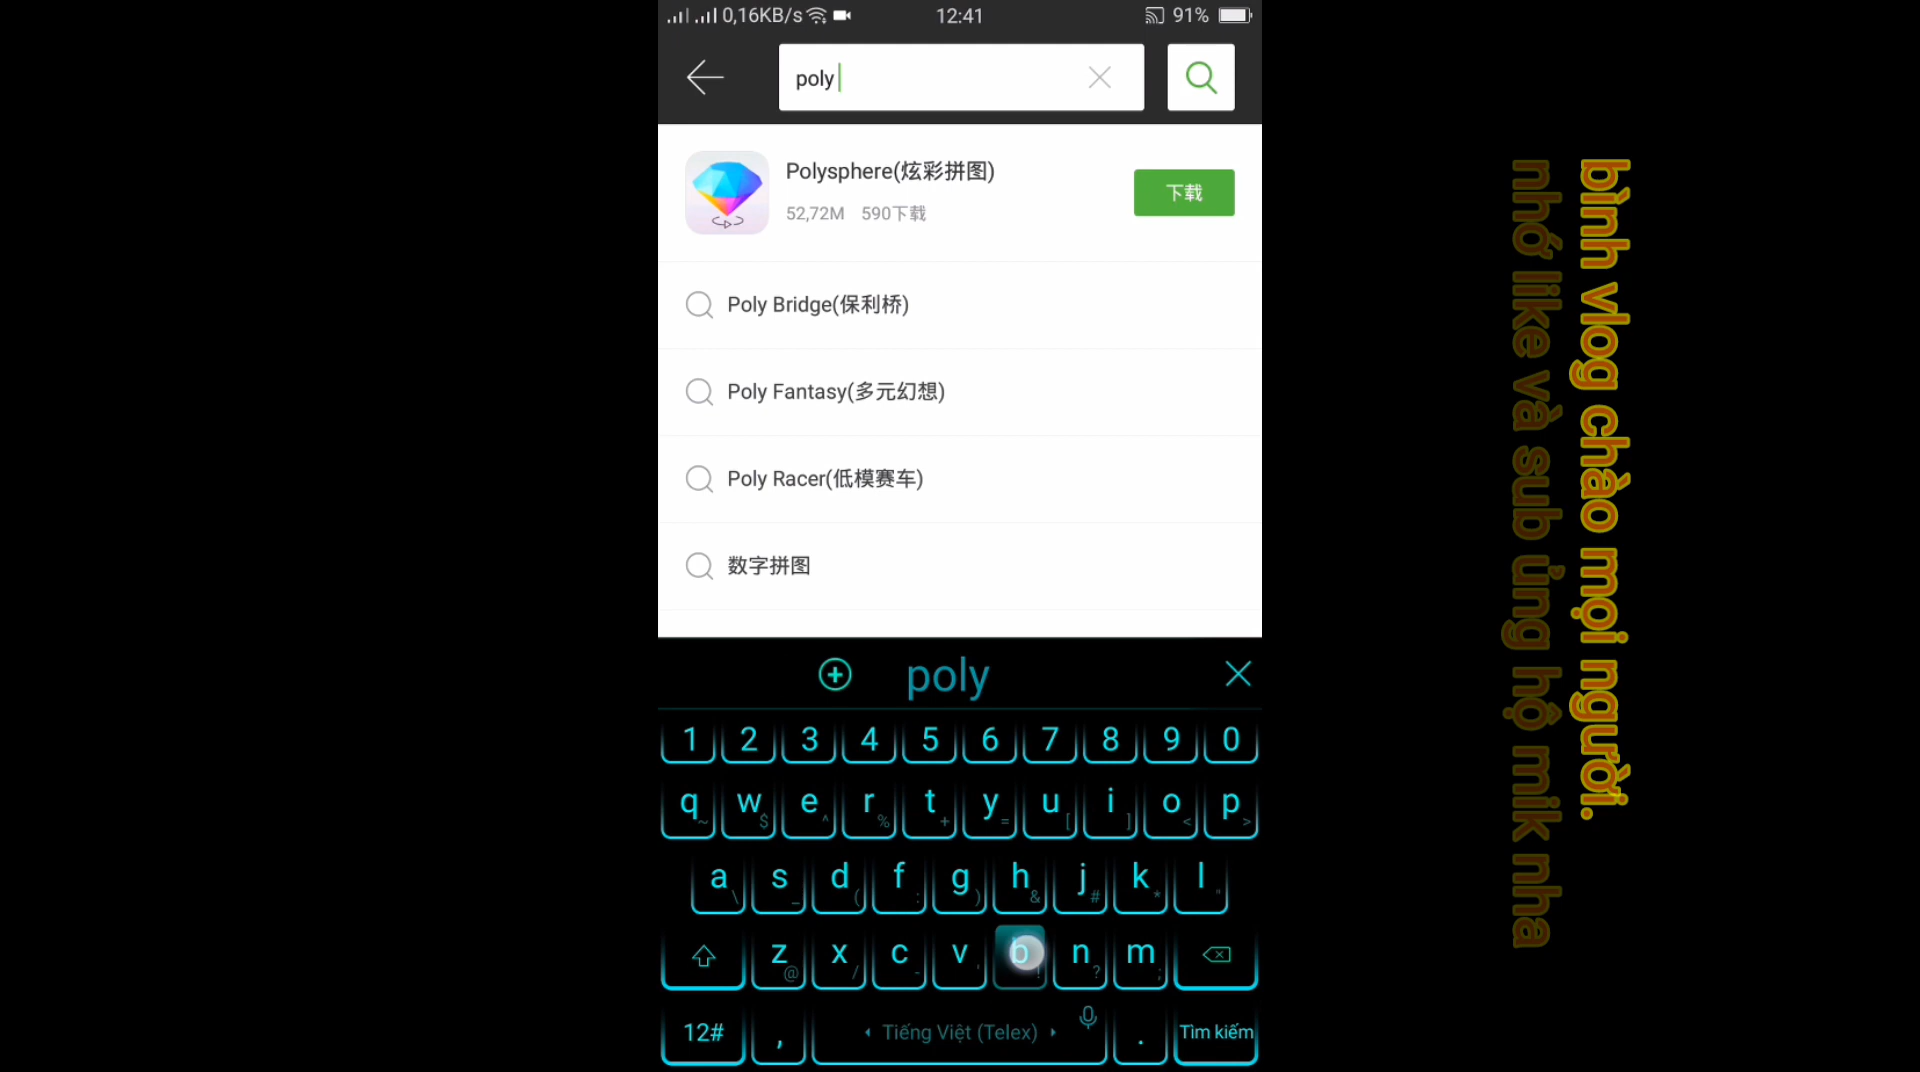 0,16KB/s
12:41
91%
poly
Polysphere(炫彩拼图)
52,72M 590下载
下载
Poly Bridge(保利桥)
Poly Fantasy(多元幻想)
Poly Racer(低模赛车)
数字拼图
poly
1 2 3 4 5 6 7 8 9 0
q w e r t y u i o p
~ $ ^ % + = [ ] < >
a s d f g h j k l
\ _ ( : ) & # * "
z x c v b n m
@ / - ' ! ? ;
12# , Tiếng Việt (Telex) . Tìm kiếm
bình vlog chào mọi người.
nhớ like và sub ủng hộ mik nha